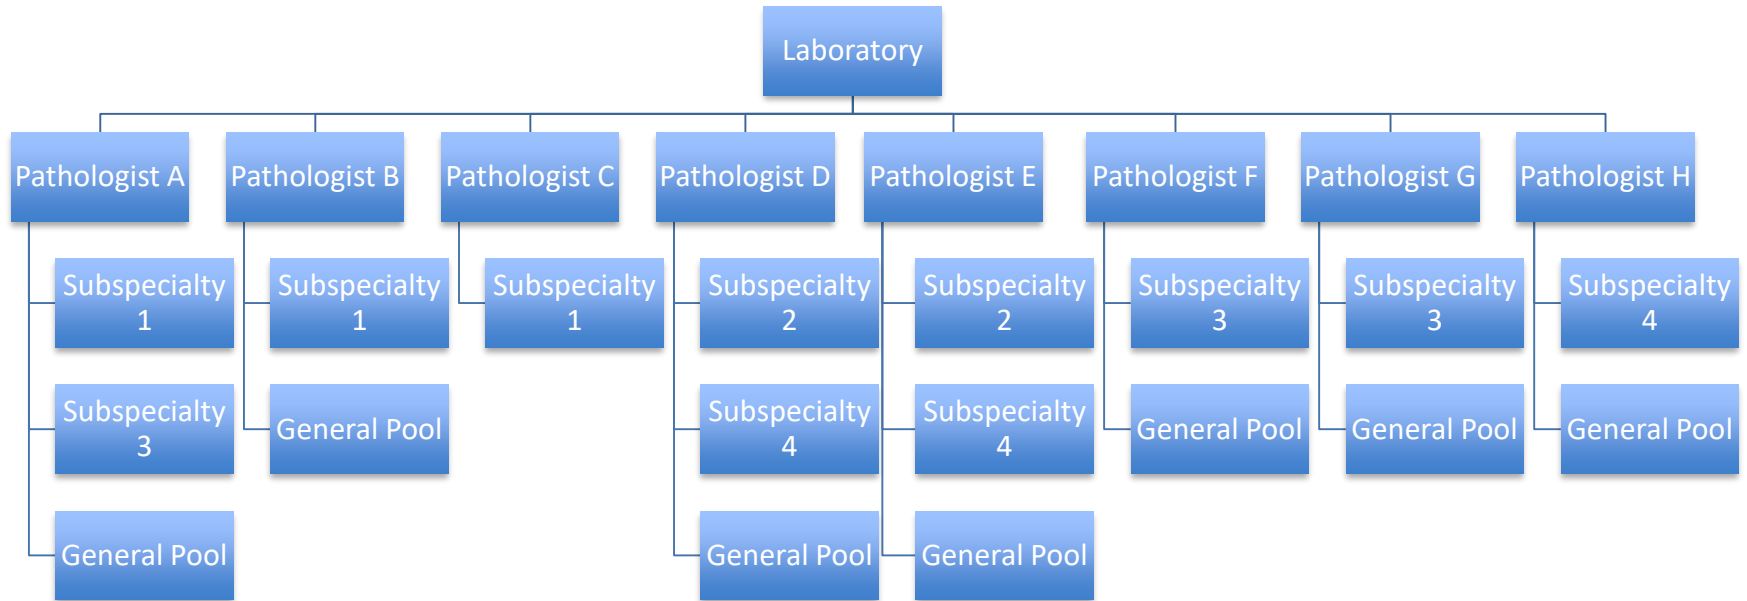 Laboratory
Pathologist A
Pathologist B
Pathologist C
Pathologist D
Pathologist E
Pathologist F
Pathologist G
Pathologist H
Subspecialty
1
Subspecialty
1
Subspecialty
1
Subspecialty
2
Subspecialty
2
Subspecialty
3
Subspecialty
3
Subspecialty
4
Subspecialty
3
General Pool
Subspecialty
4
Subspecialty
4
General Pool
General Pool
General Pool
General Pool
General Pool
General Pool